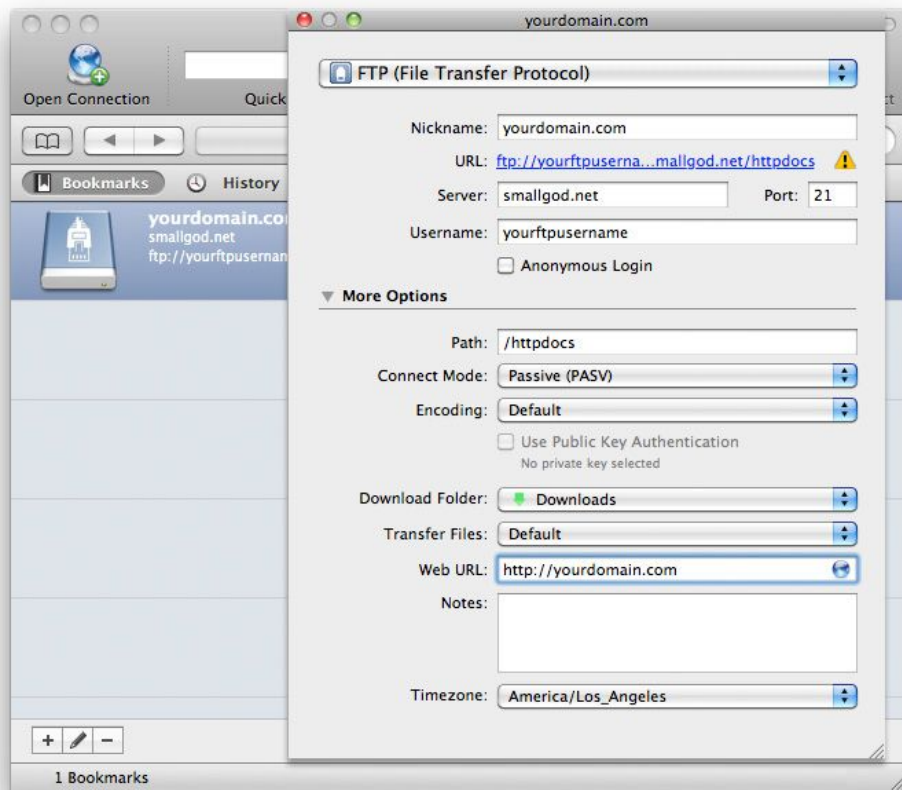 yourdomain.com
FTP (File Transfer Protocol)
Open Connection
Quick
Nickname: yourdomain.com
URL: ftp://yourftpuserna...mallgod.net/httpdocs
Bookmarks
History
Server: smallgod.net Port: 21
yourdomain.co
smallgod.net
ftp://yourftpusernan
Username: yourftpusername
Anonymous Login
More Options
Path: /httpdocs
Connect Mode: Passive (PASV)
Encoding: Default
Use Public Key Authentication
No private key selected
Download Folder: Downloads
Transfer Files: Default
Web URL: http://yourdomain.com
Notes:
Timezone: America/Los_Angeles
1 Bookmarks